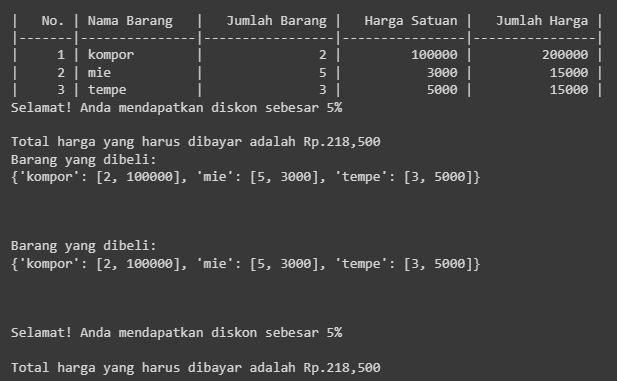 |   No. | Nama Barang   |   Jumlah Barang |   Harga Satuan |   Jumlah Harga |
|-------|---------------|-----------------|----------------|----------------|
|     1 | kompor        |               2 |         100000 |         200000 |
|     2 | mie           |               5 |           3000 |          15000 |
|     3 | tempe         |               3 |           5000 |          15000 |
Selamat! Anda mendapatkan diskon sebesar 5%
Total harga yang harus dibayar adalah Rp.218,500
Barang yang dibeli:
{'kompor': [2, 100000], 'mie': [5, 3000], 'tempe': [3, 5000]}
Barang yang dibeli:
{'kompor': [2, 100000], 'mie': [5, 3000], 'tempe': [3, 5000]}
Selamat! Anda mendapatkan diskon sebesar 5%
Total harga yang harus dibayar adalah Rp.218,500